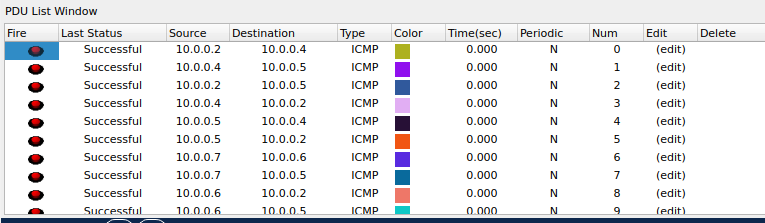 PDU List Window
Fire Last Status Source Destination Type Color Time(sec) Periodic Num Edit Delete
Successful 10.0.0.2 10.0.0.4 ICMP 0.000 N 0 (edit)
Successful 10.0.0.4 10.0.0.5 ICMP 0.000 N 1 (edit)
Successful 10.0.0.2 10.0.0.5 ICMP 0.000 N 2 (edit)
Successful 10.0.0.4 10.0.0.2 ICMP 0.000 N 3 (edit)
Successful 10.0.0.5 10.0.0.4 ICMP 0.000 N 4 (edit)
Successful 10.0.0.5 10.0.0.2 ICMP 0.000 N 5 (edit)
Successful 10.0.0.7 10.0.0.6 ICMP 0.000 N 6 (edit)
Successful 10.0.0.7 10.0.0.5 ICMP 0.000 N 7 (edit)
Successful 10.0.0.6 10.0.0.2 ICMP 0.000 N 8 (edit)
Successful 10.0.0.6 10.0.0.5 ICMP 0.000 N 9 (edit)